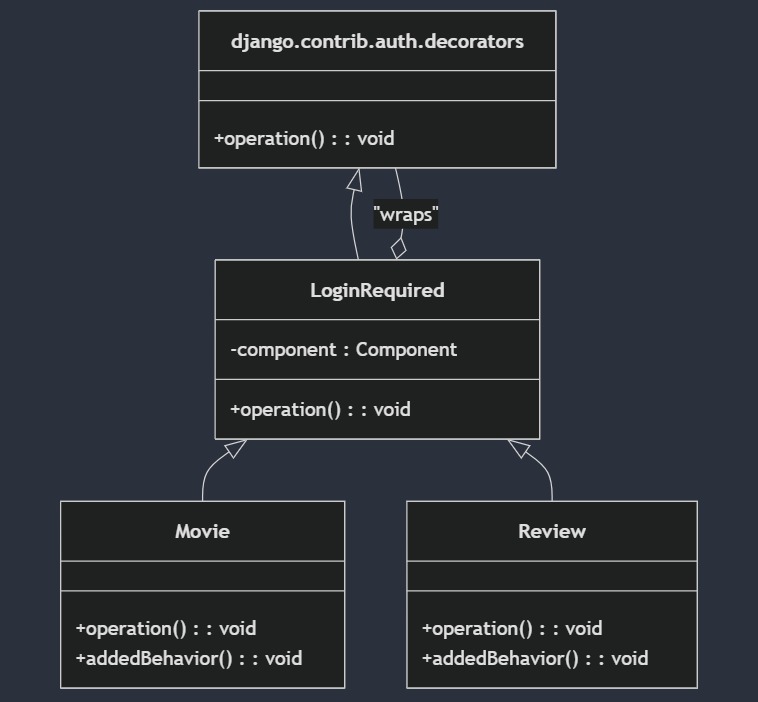 django.contrib.auth.decorators
+operation() : : void
"wraps"
LoginRequired
-component : Component
+operation() : : void
Movie
+operation() : : void
+addedBehavior() : : void
Review
+operation() : : void
+addedBehavior() : : void